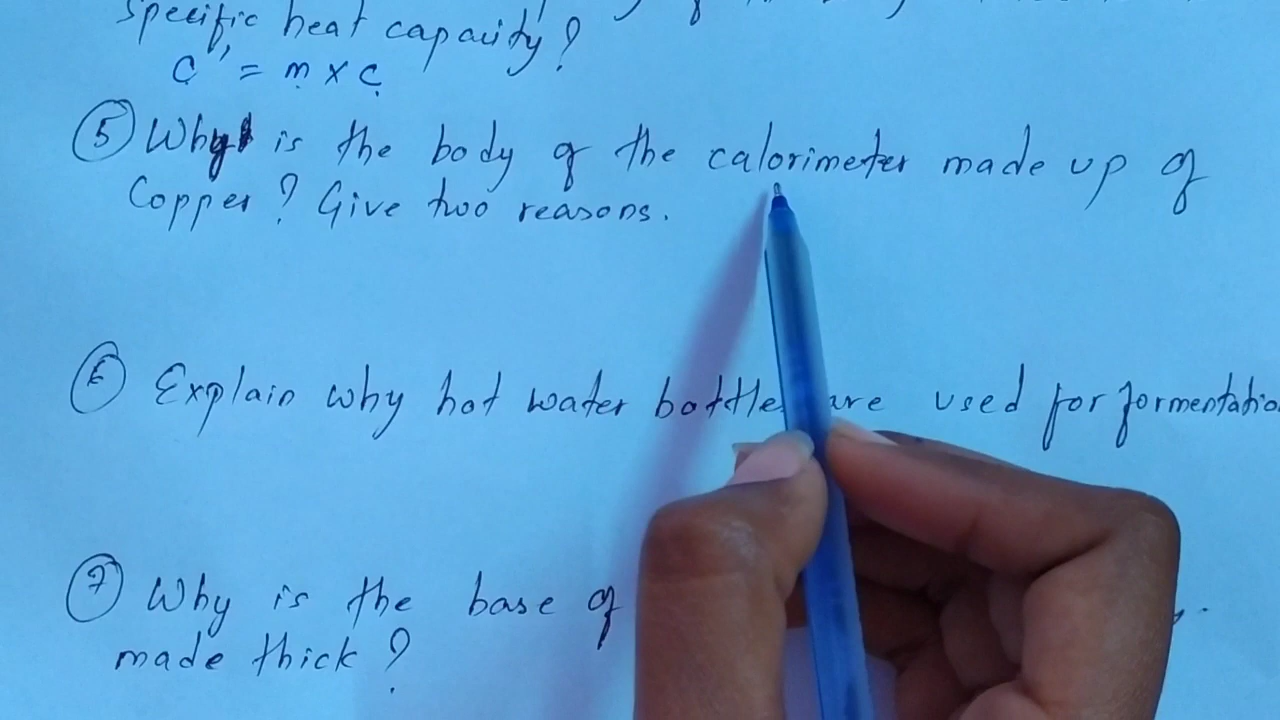 specific heat capacity?
C' = m x c
5 Why is the body of the calorimeter made up of
Copper? Give two reasons.
6 Explain why hot water bottles are used for formentation
7 Why is the base of
made thick?